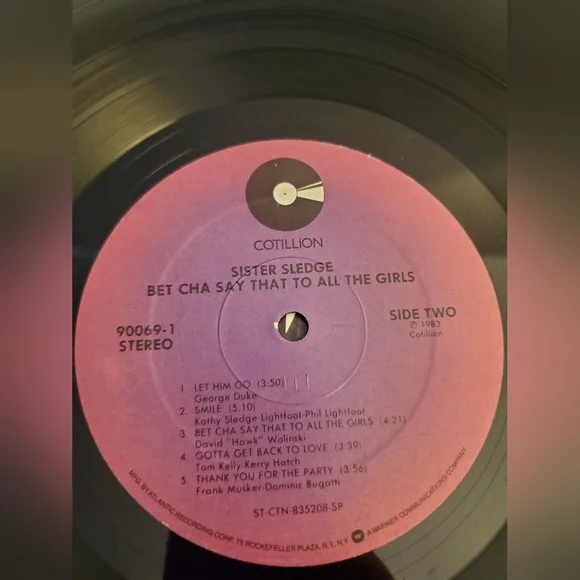 COTILLION
SISTER SLEDGE
BET CHA SAY THAT TO ALL THE GIRLS
90069-1
STEREO
SIDE TWO
℗ 1983
Cotillion
1. LET HIM GO (3:50)
George Duke
2. SMILE (5:10)
Kathy Sledge Lightfoot-Phil Lightfoot
3. BET CHA SAY THAT TO ALL THE GIRLS (4:21)
David "Hawk" Wolinski
4. GOTTA GET BACK TO LOVE (3:39)
Tom Kelly-Kerry Hatch
5. THANK YOU FOR THE PARTY (3:56)
Frank Musker-Dominic Bugatti
ST-CTN-835208-SP
MFG. BY ATLANTIC RECORDING CORP., 75 ROCKEFELLER PLAZA, N.Y., N.Y. A WARNER COMMUNICATIONS COMPANY